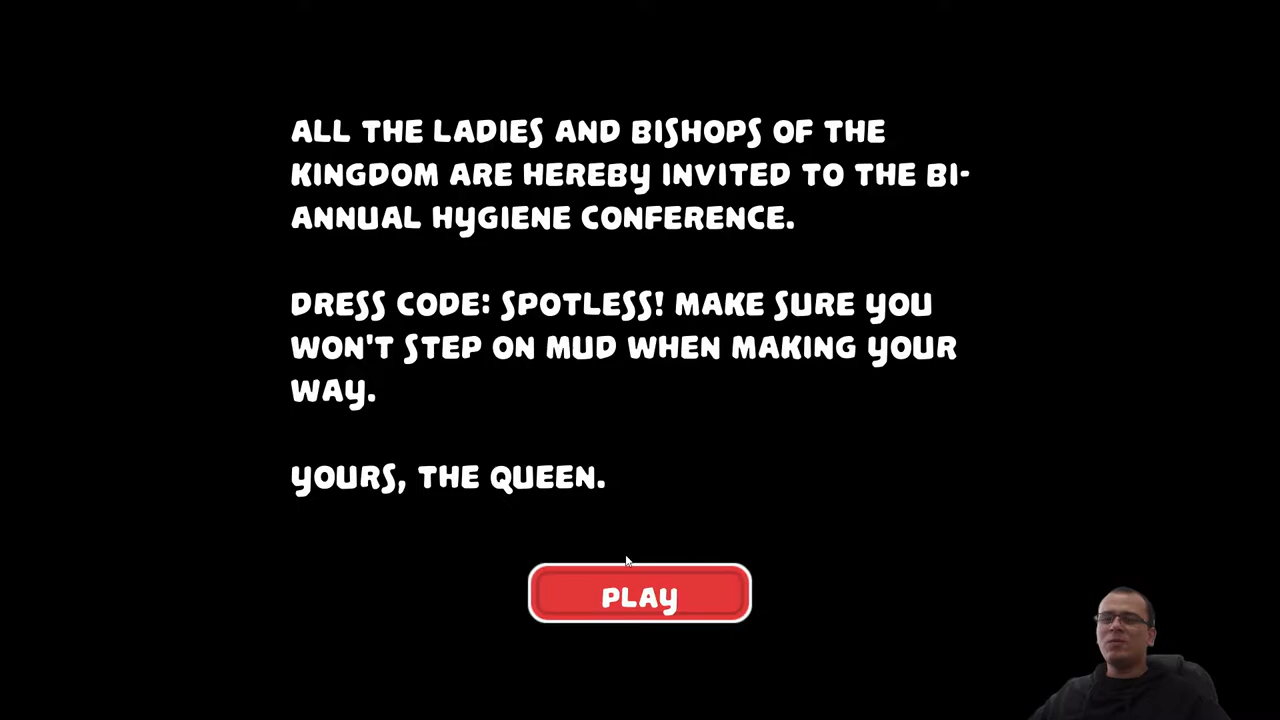 ALL THE LADIES AND BISHOPS OF THE
KINGDOM ARE HEREBY INVITED TO THE BI-
ANNUAL HYGIENE CONFERENCE.
DRESS CODE: SPOTLESS! MAKE SURE YOU
WON'T STEP ON MUD WHEN MAKING YOUR
WAY.
YOURS, THE QUEEN.
PLAY